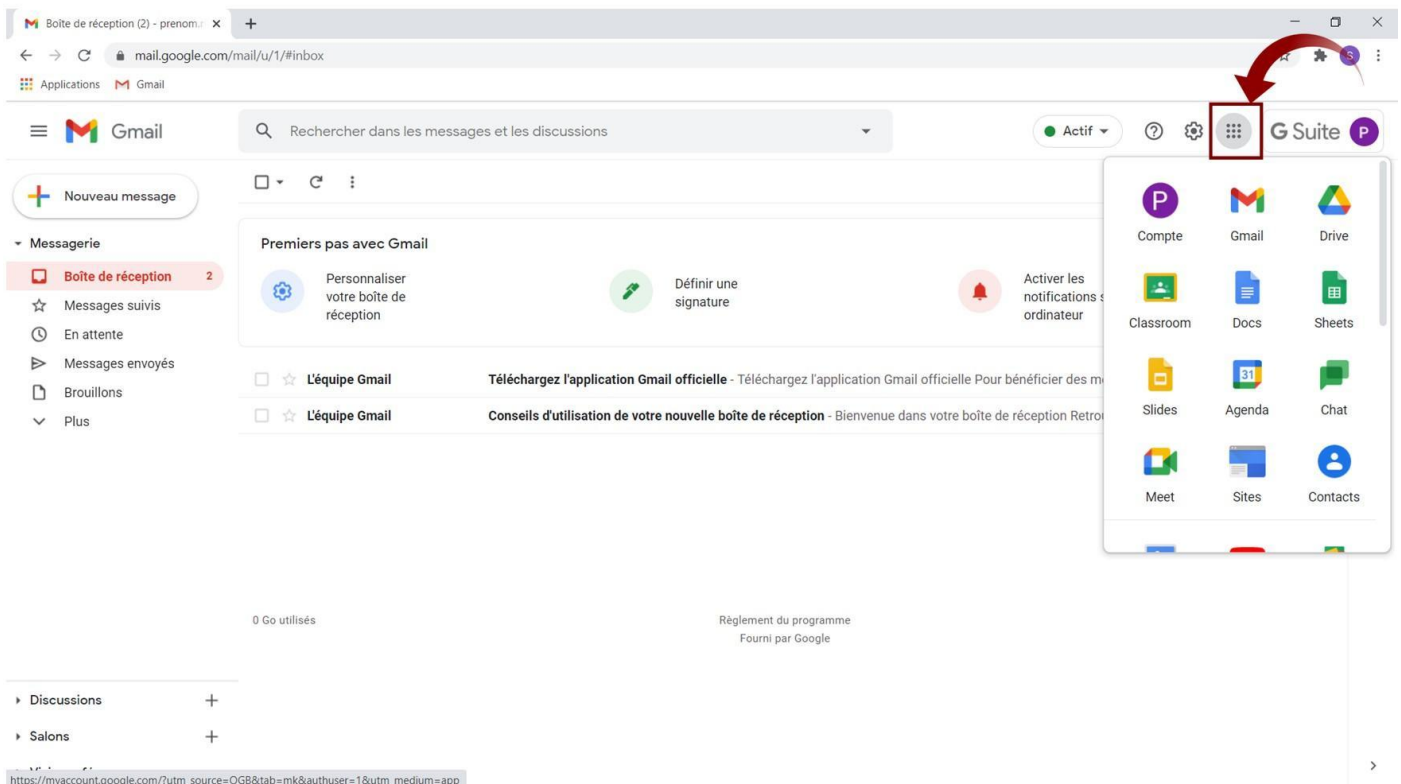 Boîte de réception (2) - prenom.r
mail.google.com/mail/u/1/#inbox
S
Applications
Gmail
Gmail
Rechercher dans les messages et les discussions
Actif
G Suite
P
Nouveau message
Messagerie
Boîte de réception 2
Messages suivis
En attente
Messages envoyés
Brouillons
Plus
Premiers pas avec Gmail
Personnaliser
votre boîte de
réception
Définir une
signature
Activer les
notifications s
ordinateur
L'équipe Gmail Téléchargez l'application Gmail officielle - Téléchargez l'application Gmail officielle Pour bénéficier des m
L'équipe Gmail Conseils d'utilisation de votre nouvelle boîte de réception - Bienvenue dans votre boîte de réception Retrou
P
Compte Gmail Drive
Classroom Docs Sheets
31
Slides Agenda Chat
Meet Sites Contacts
0 Go utilisés
Règlement du programme
Fourni par Google
Discussions
Salons
https://myaccount.google.com/?utm_source=OGB&tab=mk&authuser=1&utm_medium=app